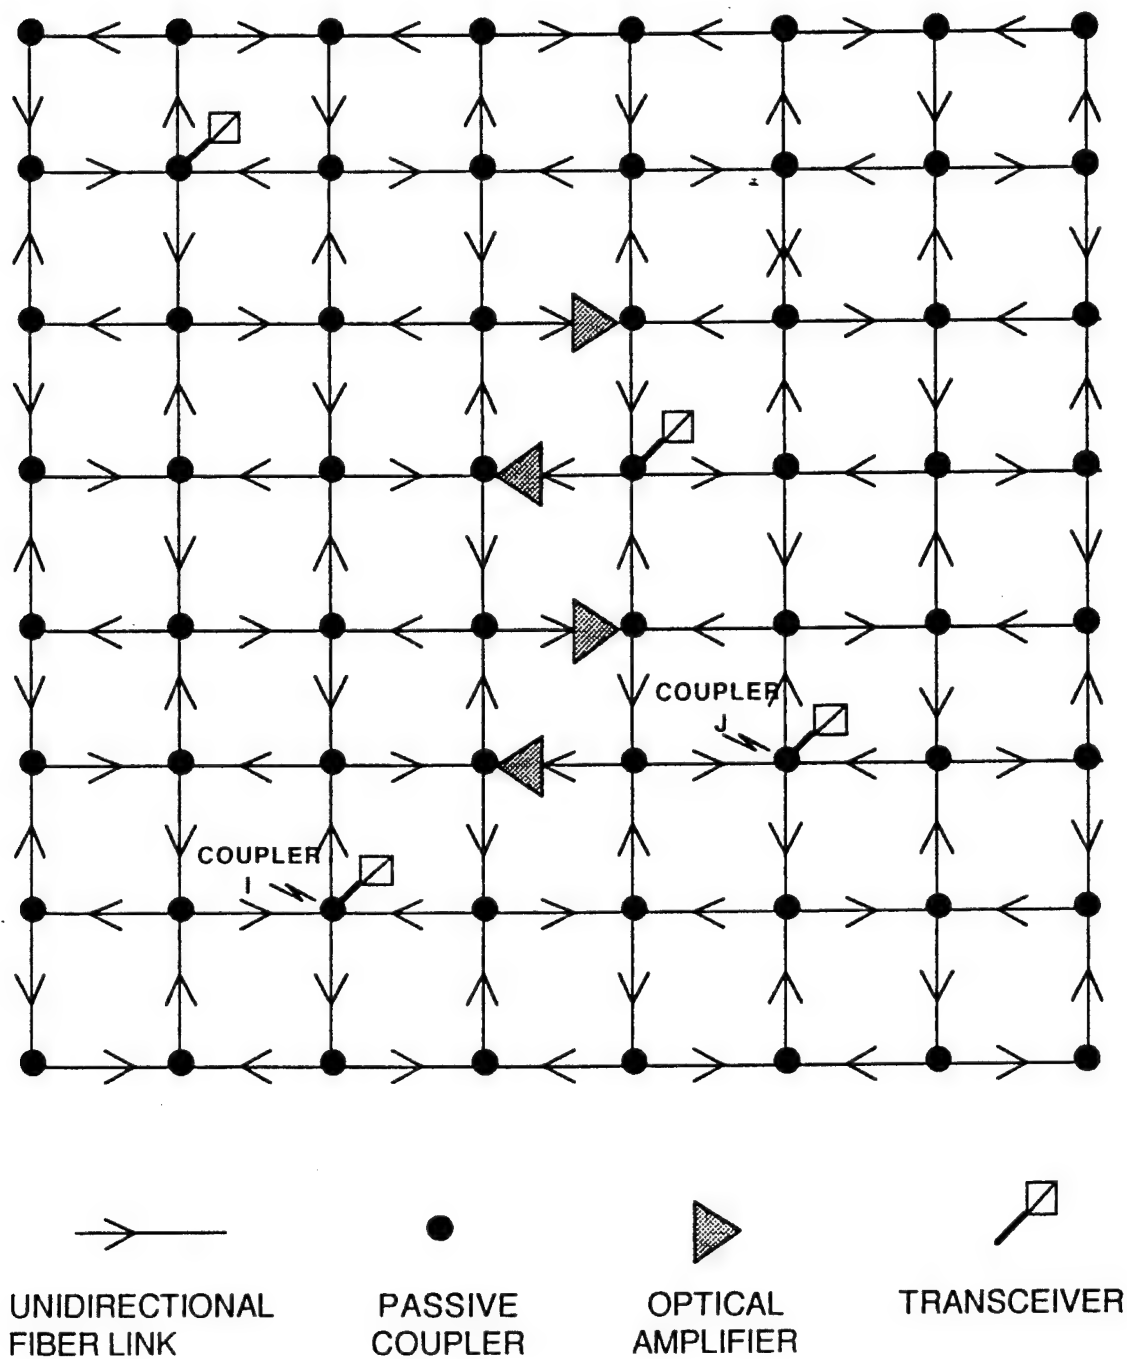 COUPLER
J
COUPLER
I
UNIDIRECTIONAL
FIBER LINK
PASSIVE
COUPLER
OPTICAL
AMPLIFIER
TRANSCEIVER